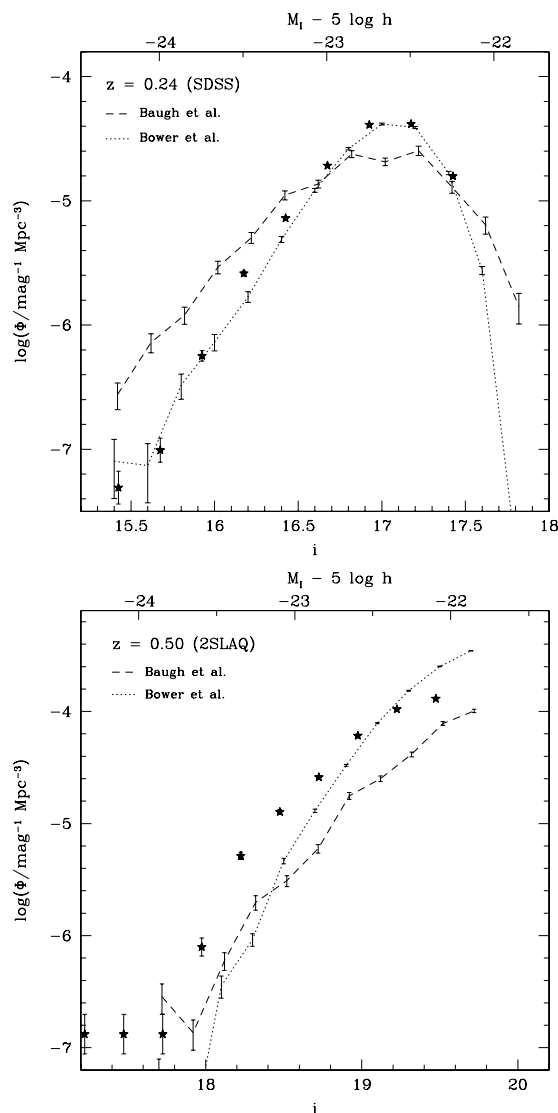 M_I − 5 log h
−24 −23 −22
z = 0.24 (SDSS)
Baugh et al.
Bower et al.
log(Φ/mag⁻¹ Mpc⁻³)
−4
−5
−6
−7
15.5 16 16.5 17 17.5 18
i
M_I − 5 log h
−24 −23 −22
z = 0.50 (2SLAQ)
Baugh et al.
Bower et al.
log(Φ/mag⁻¹ Mpc⁻³)
−4
−5
−6
−7
18 19 20
i